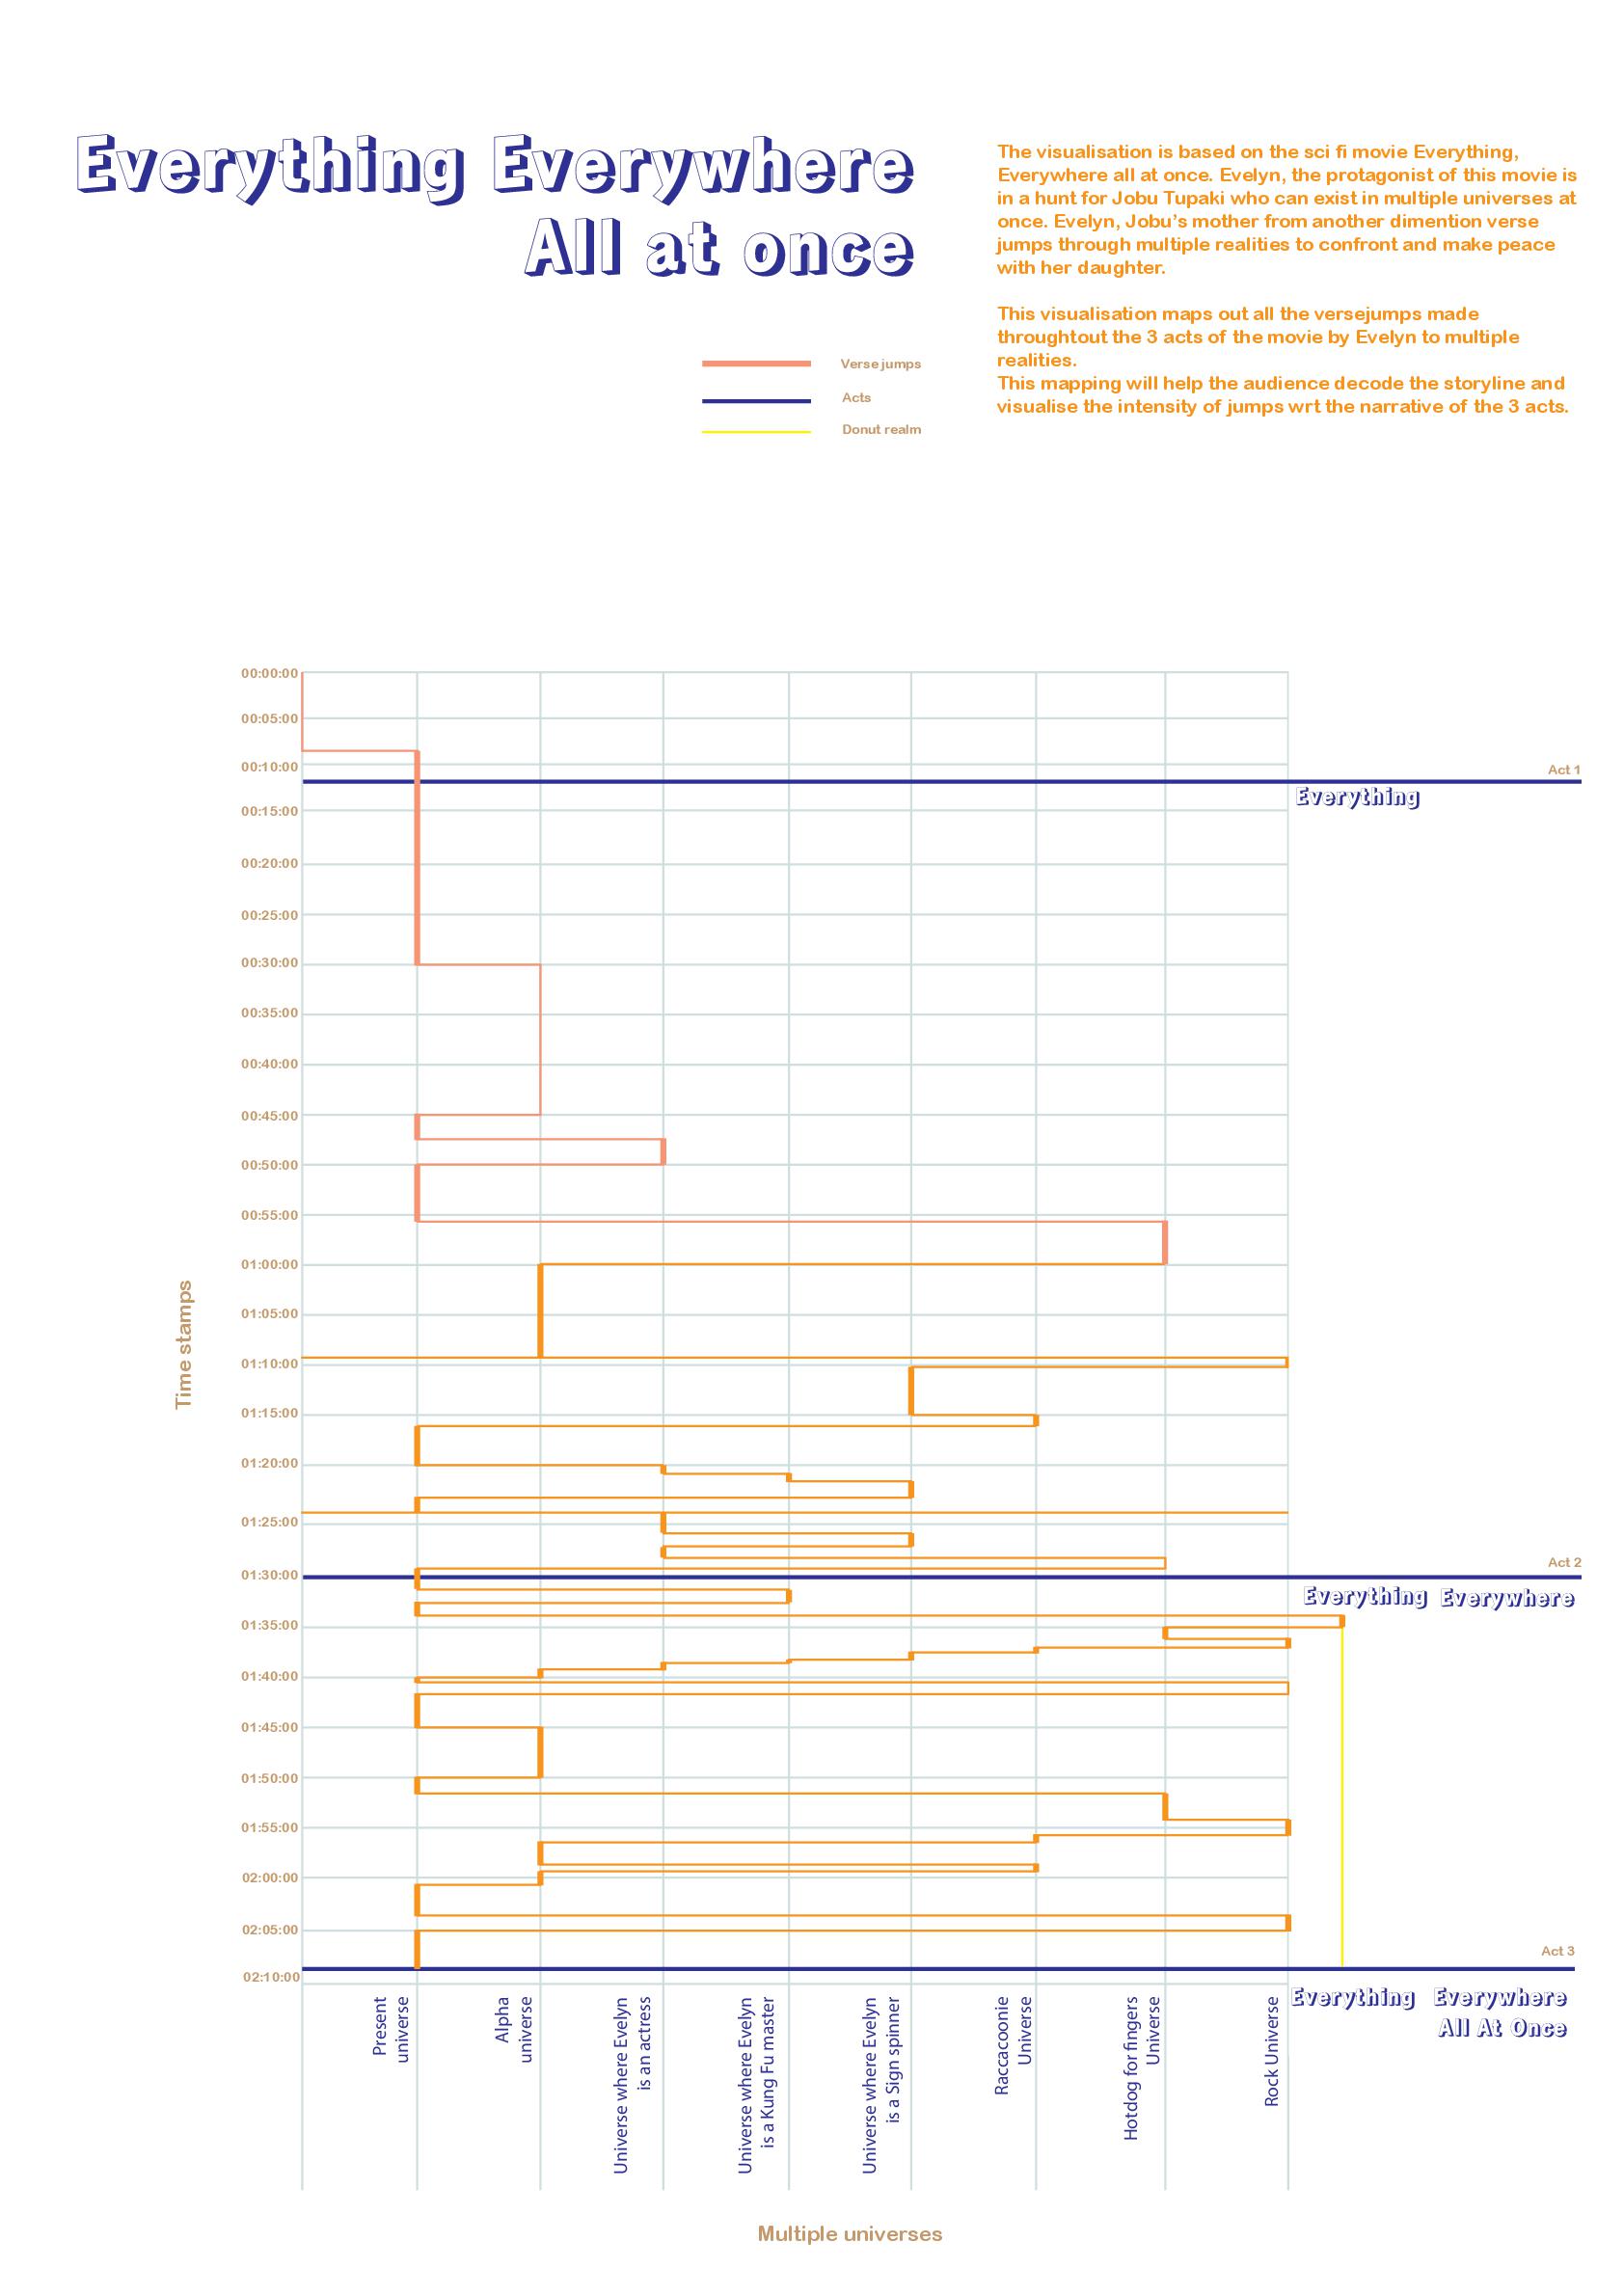 Everything Everywhere
All at once
The visualisation is based on the sci fi movie Everything,
Everywhere all at once. Evelyn, the protagonist of this movie is
in a hunt for Jobu Tupaki who can exist in multiple universes at
once. Evelyn, Jobu's mother from another dimention verse
jumps through multiple realities to confront and make peace
with her daughter.
This visualisation maps out all the versejumps made
throughtout the 3 acts of the movie by Evelyn to multiple
realities.
This mapping will help the audience decode the storyline and
visualise the intensity of jumps wrt the narrative of the 3 acts.
Verse jumps
Acts
Donut realm
00:00:00
00:05:00
00:10:00
Act 1
Everything
00:15:00
00:20:00
00:25:00
00:30:00
00:35:00
00:40:00
00:45:00
00:50:00
00:55:00
01:00:00
01:05:00
01:10:00
01:15:00
01:20:00
01:25:00
01:30:00
Act 2
Everything Everywhere
01:35:00
01:40:00
01:45:00
01:50:00
01:55:00
02:00:00
02:05:00
Act 3
02:10:00
Everything Everywhere
All At Once
Time stamps
Present
universe
Alpha
universe
Universe where Evelyn
is an actress
Universe where Evelyn
is a Kung Fu master
Universe where Evelyn
is a Sign spinner
Raccacoonie
Universe
Hotdog for fingers
Universe
Rock Universe
Multiple universes